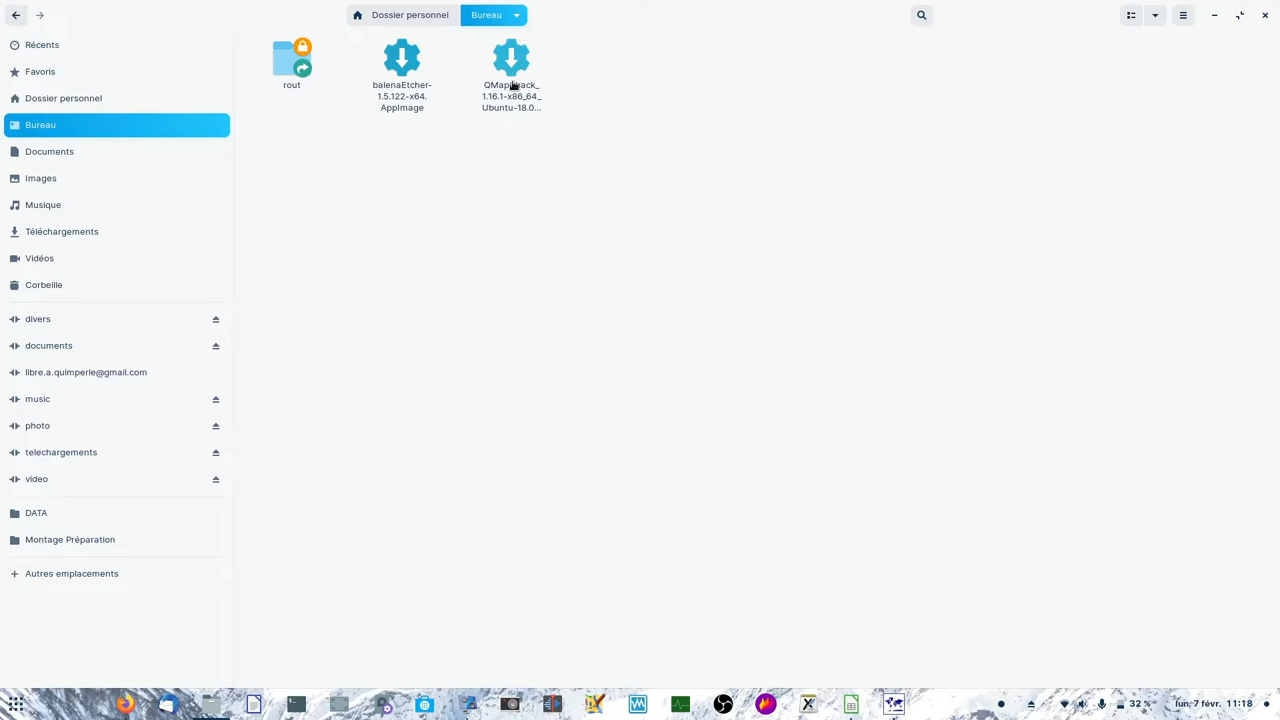 Dossier personnel
Bureau
Récents
Favoris
Dossier personnel
Bureau
Documents
Images
Musique
Téléchargements
Vidéos
Corbeille
divers
documents
libre.a.quimperle@gmail.com
music
photo
telechargements
video
DATA
Montage Préparation
Autres emplacements
rout
balenaEtcher-
1.5.122-x64.
AppImage
1.16.1-x86_64_
Ubuntu-18.0...
32 %
lun. 7 févr. 11:18